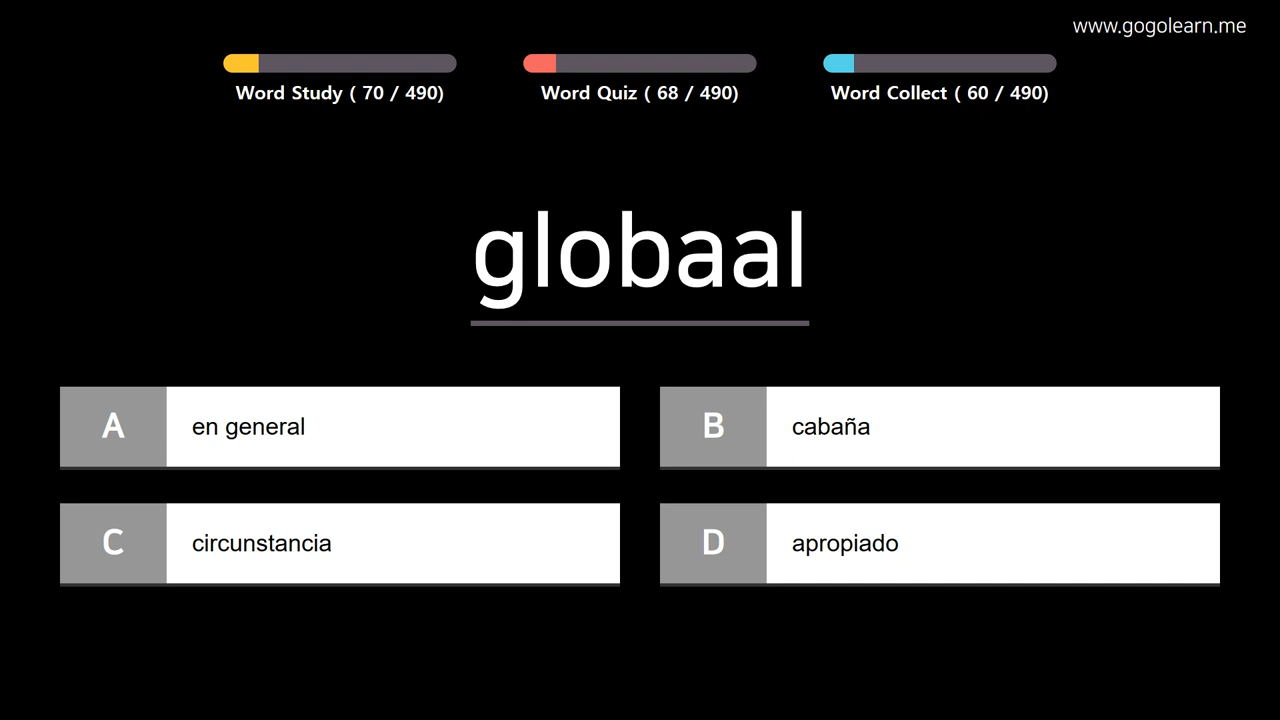 www.gogolearn.me
Word Study ( 70 / 490)
Word Quiz ( 68 / 490)
Word Collect ( 60 / 490)
globaal
A en general
B cabaña
C circunstancia
D apropiado